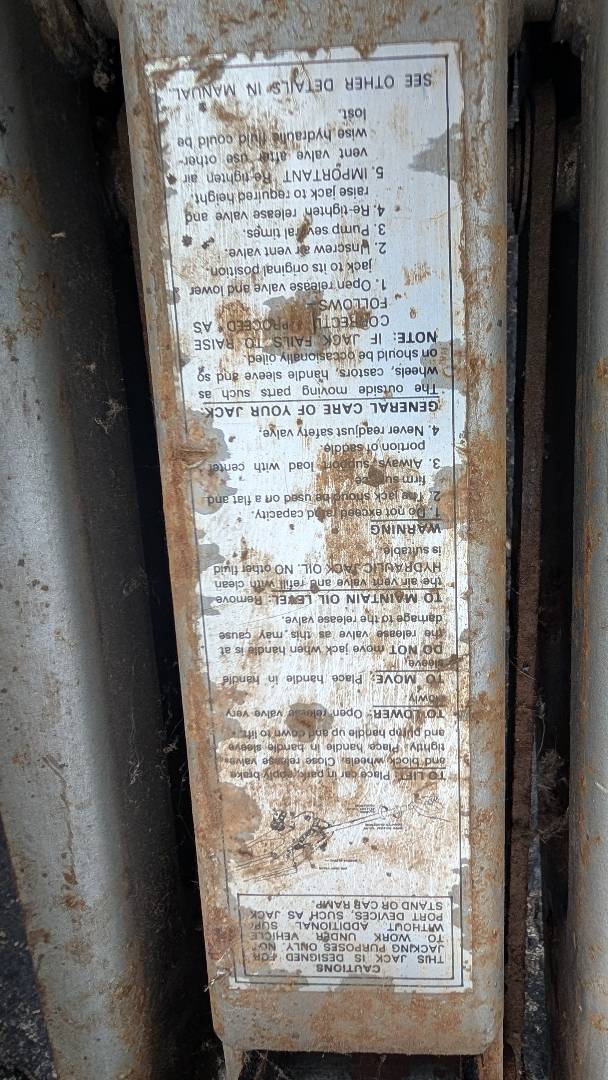 CAUTIONS
THIS JACK IS DESIGNED FOR
JACKING PURPOSES ONLY. NOT
TO WORK UNDER VEHICLE
WITHOUT ADDITIONAL SUP
PORT DEVICES, SUCH AS JACK
STAND OR CAR RAMP
TO LIFT: Place car in park, apply brake
and block wheels. Close release valve
tightly. Place handle in handle sleeve
and pump handle up and down to lift.
TO LOWER- Open release valve very
slowly
TO MOVE: Place handle in handle
sleeve.
DO NOT move jack when handle is at
the release valve as this may cause
damage to the release valve.
TO MAINTAIN OIL LEVEL: Remove
the air vent valve and refill with clean
HYDRAULIC JACK OIL. NO other fluid
is suitable.
WARNING
1. Do not exceed rated capacity.
2. The jack should be used on a flat and
firm surface
3. Always support load with center
portion of saddle.
4. Never readjust safety valve.
GENERAL CARE OF YOUR JACK:
The outside moving parts such as
wheels, castors, handle sleeve and so
on should be occasionally oiled
NOTE: IF JACK FAILS TO RAISE
CORRECTLY PROCEED AS
FOLLOWS
1. Open release valve and lower
jack to its original position.
2. Unscrew air vent valve.
3. Pump several times.
4. Re-tighten release valve and
raise jack to required height.
5. IMPORTANT Re-tighten air
vent valve after use other-
wise hydraulic fluid could be
lost.
SEE OTHER DETAILS IN MANUAL